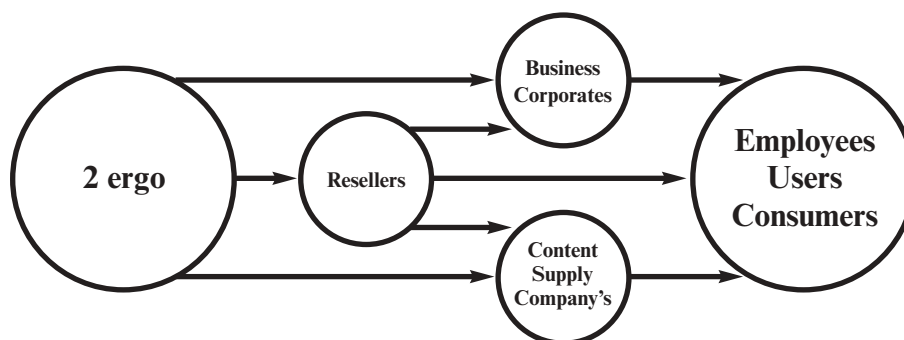 2 ergo
Resellers
Business
Corporates
Content
Supply
Company's
Employees
Users
Consumers